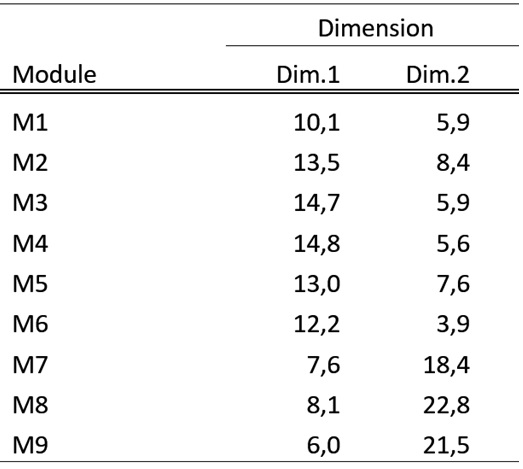 Dimension
Module Dim.1 Dim.2
M1 10,1 5,9
M2 13,5 8,4
M3 14,7 5,9
M4 14,8 5,6
M5 13,0 7,6
M6 12,2 3,9
M7 7,6 18,4
M8 8,1 22,8
M9 6,0 21,5